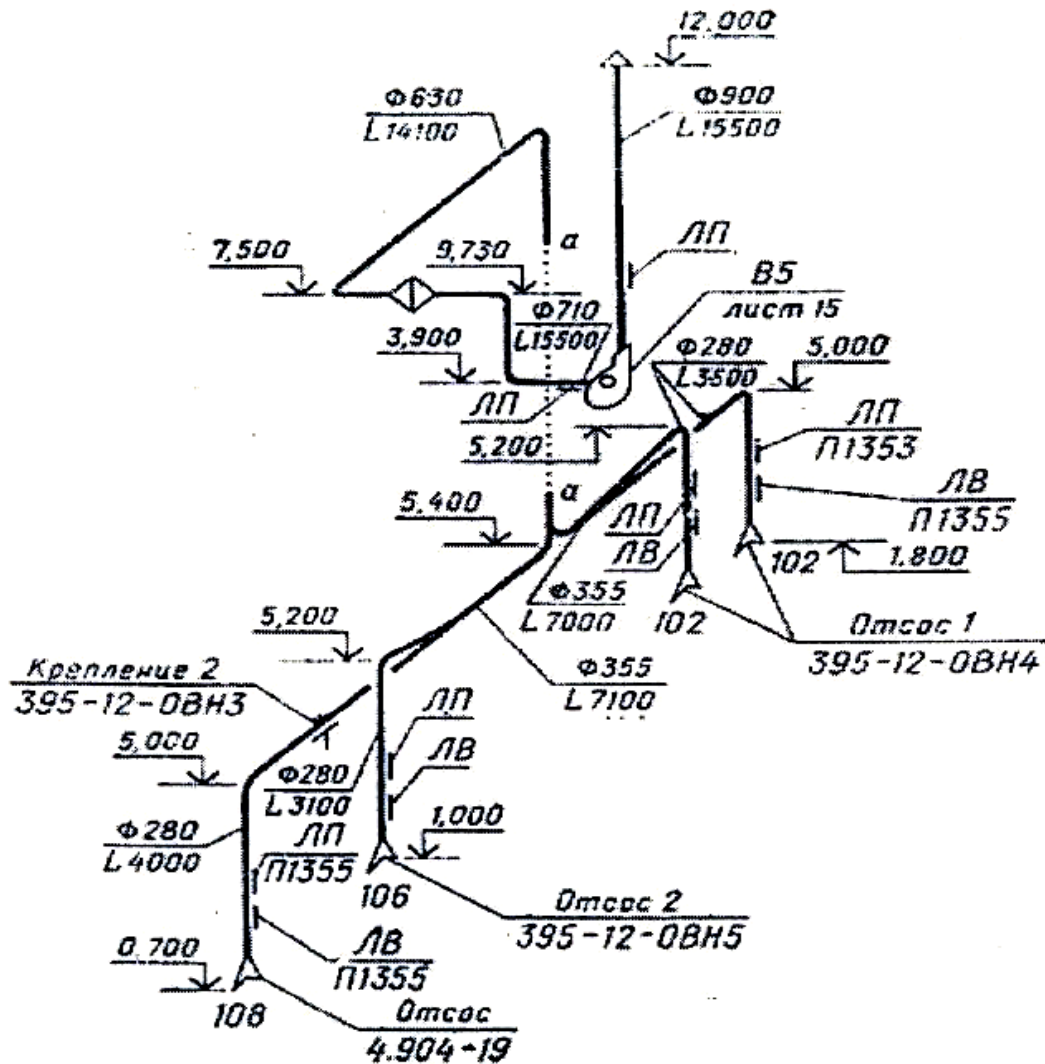 12,000
Ф630
L14100
Ф900
L15500
а
ЛП
7,500
9,730
В5
лист 15
Ф710
L15500
3,900
Ф280
L3500
5,000
ЛП
5,200
ЛП
П1353
а
ЛВ
П1355
5,400
ЛП
ЛВ
102
1,800
Ф355
L7000
102
5,200
Отсос 1
395-12-ОВН4
Крепление 2
395-12-ОВН3
Ф355
L7100
ЛП
5,000
ЛВ
Ф280
L3100
1,000
Ф280
L4000
ЛП
П1355
106
Отсос 2
395-12-ОВН5
0,700
ЛВ
П1355
108
Отсос
4.904-19